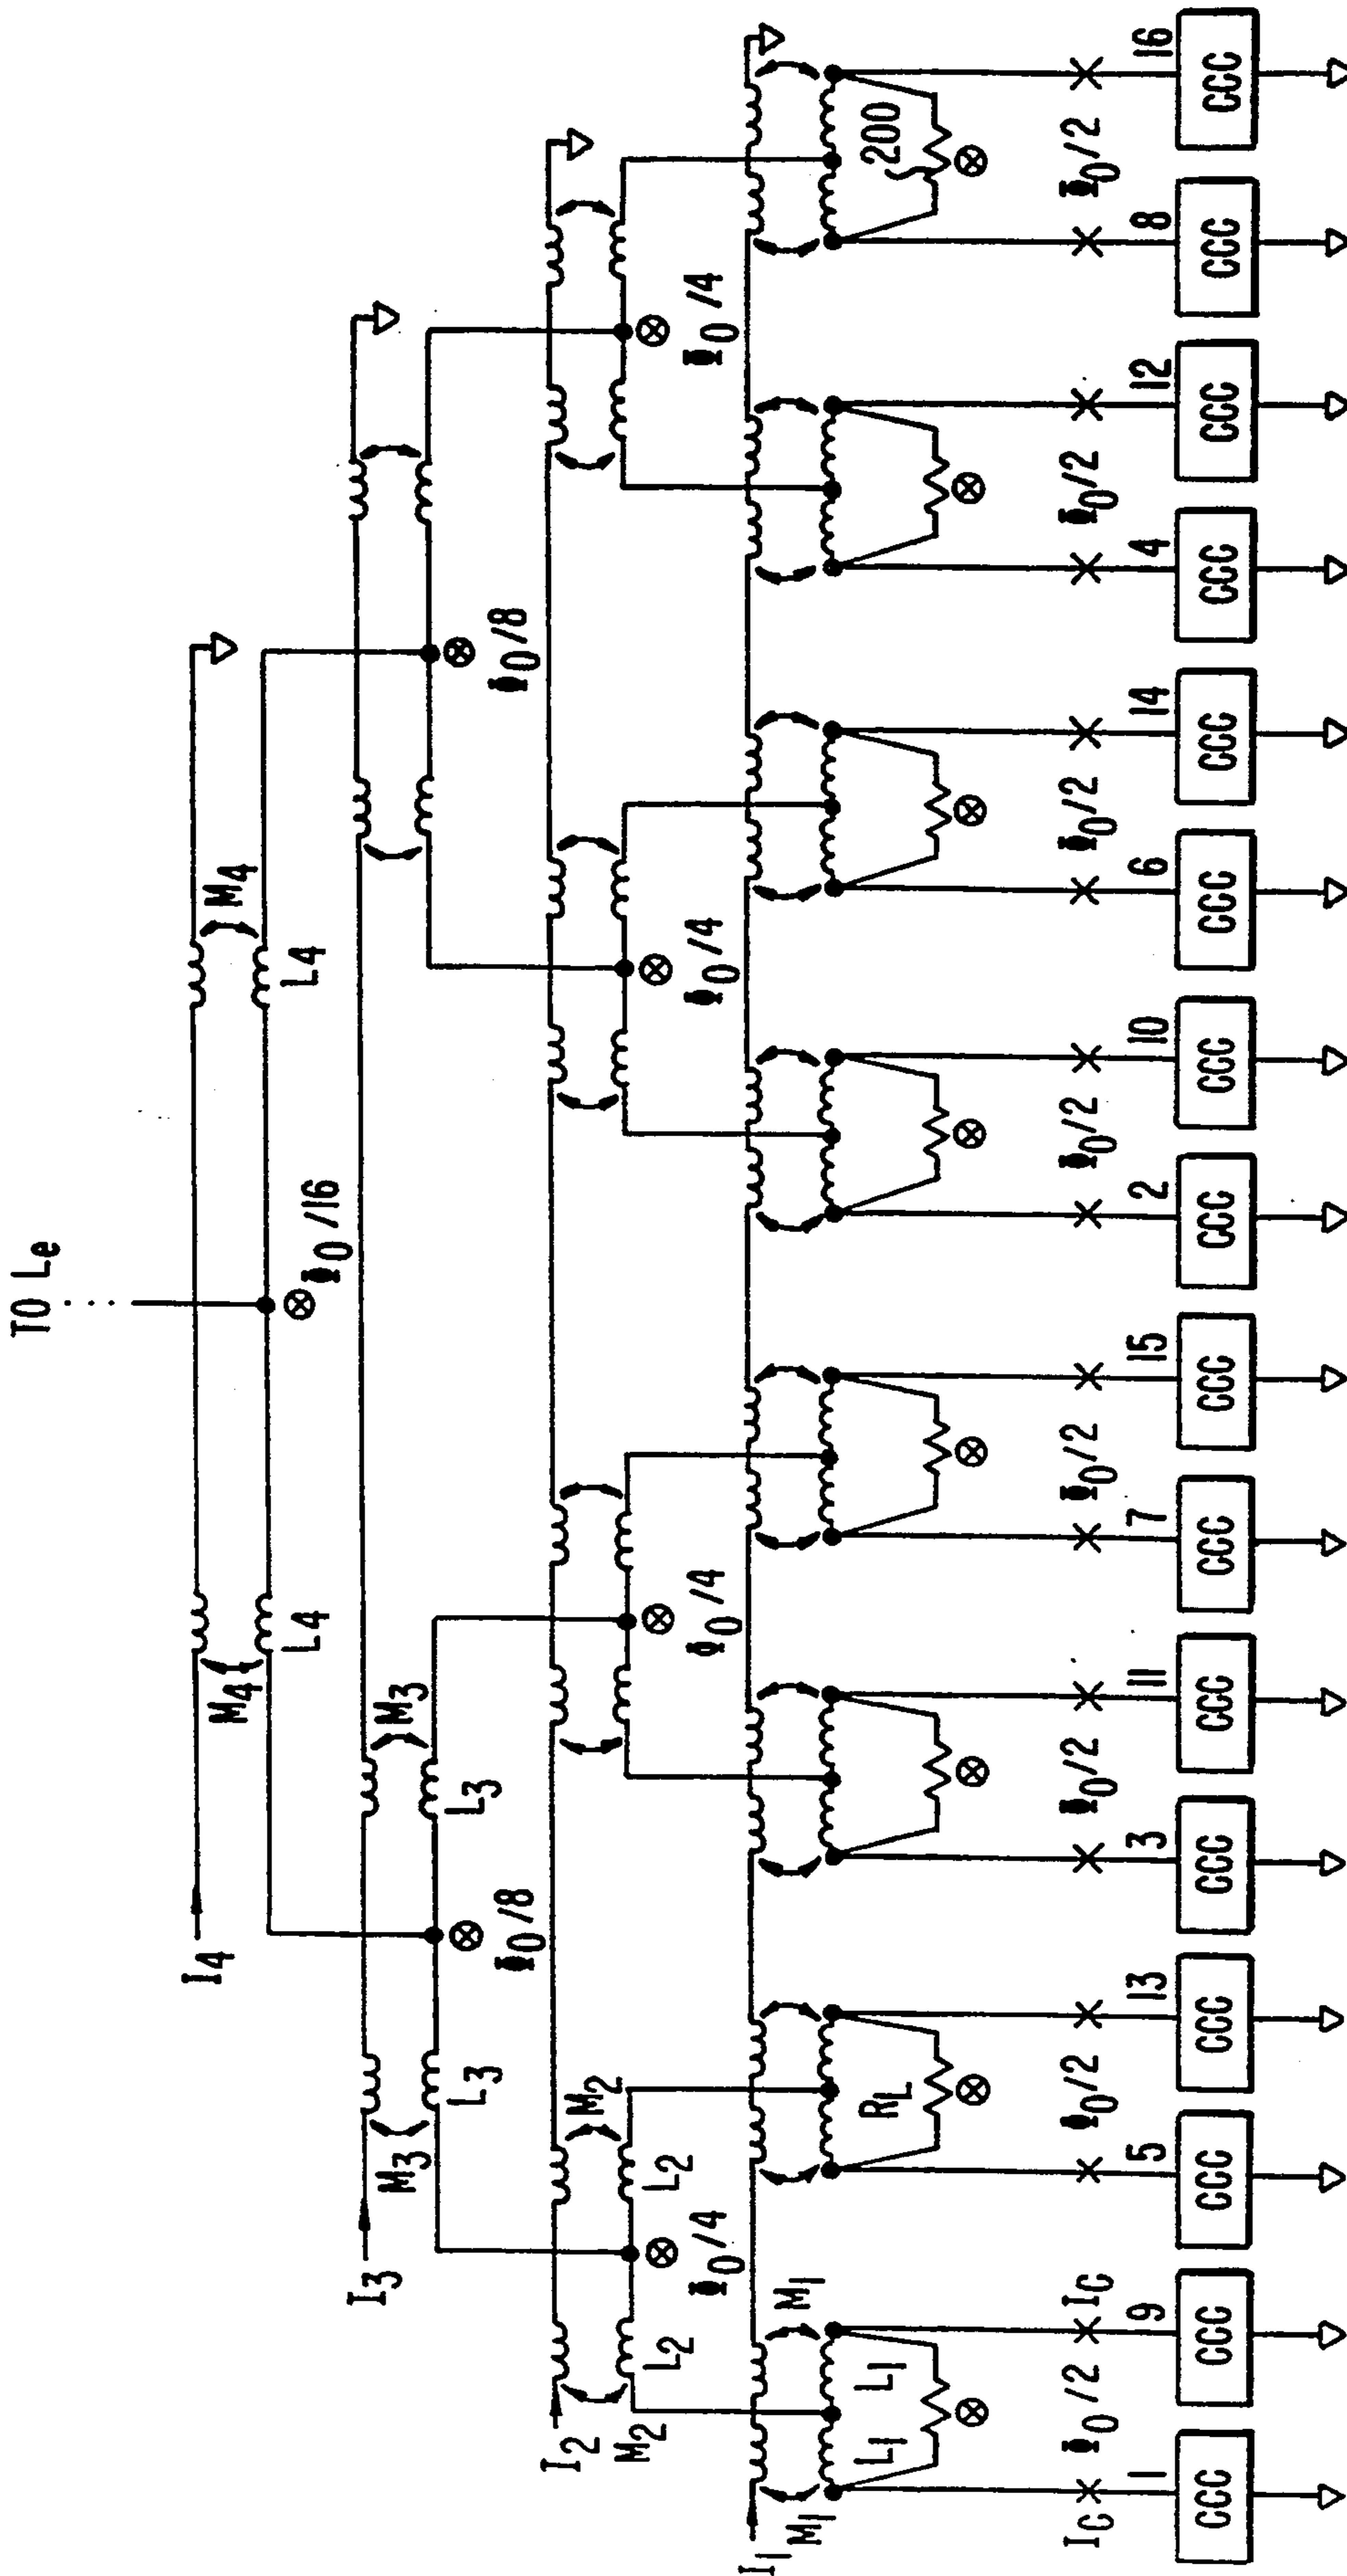 TO Lₑ ...
I₄ M₄ M₄
L₄ Φ₀/16 L₄
I₃ M₃ M₃
L₃ L₃
Φ₀/8 Φ₀/8
I₂ M₂ M₂
L₂ L₂
Φ₀/4 Φ₀/4 Φ₀/4 Φ₀/4
I₁ M₁ M₁
L₁ L₁ R_L 200
I_C Φ₀/2 I_C Φ₀/2 Φ₀/2 Φ₀/2 Φ₀/2 Φ₀/2 Φ₀/2 Φ₀/2
1 9 5 13 3 11 7 15 2 10 6 14 4 12 8 16
CCC CCC CCC CCC CCC CCC CCC CCC CCC CCC CCC CCC CCC CCC CCC CCC